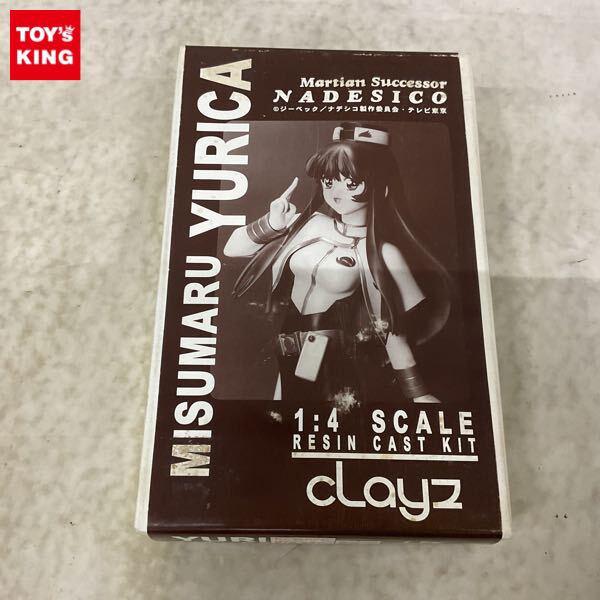 TOY's
KING
MISUMARU YURICA
Martian Successor
NADESICO
©ジーベック/ナデシコ製作委員会・テレビ東京
1:4 SCALE
RESIN CAST KIT
cLayz
YURI